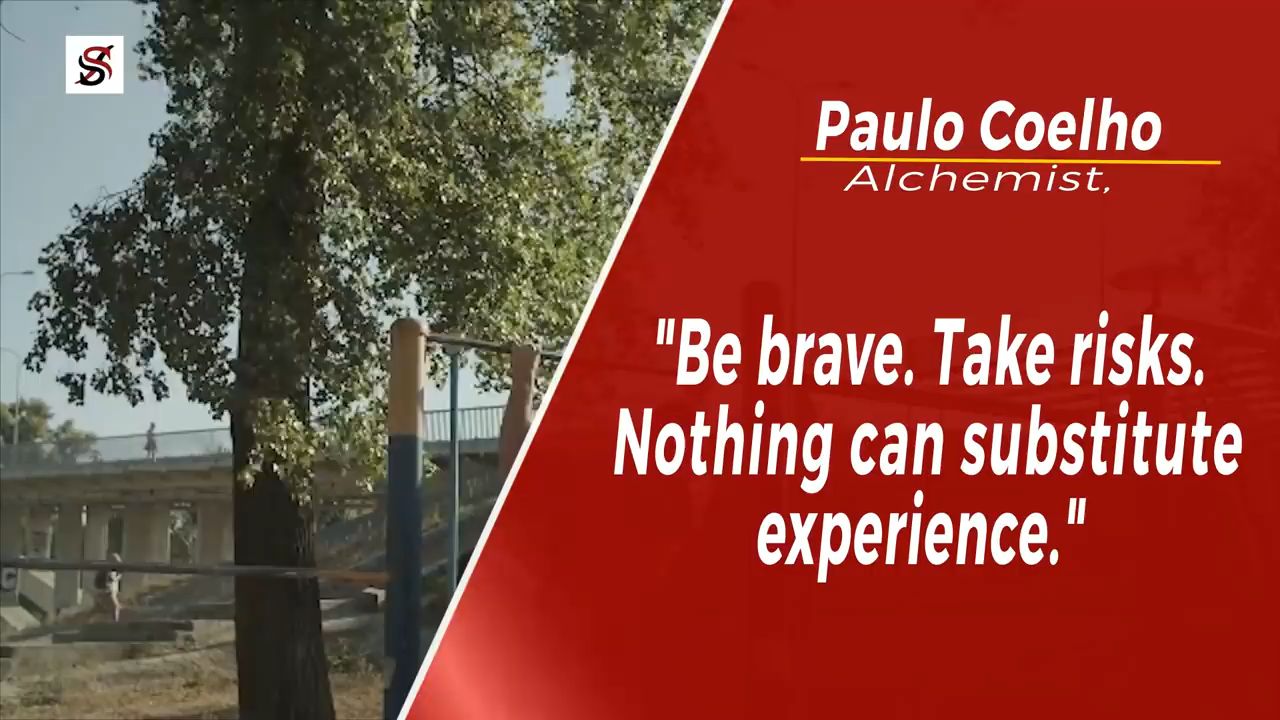 Paulo Coelho
Alchemist,
"Be brave. Take risks.
Nothing can substitute
experience."